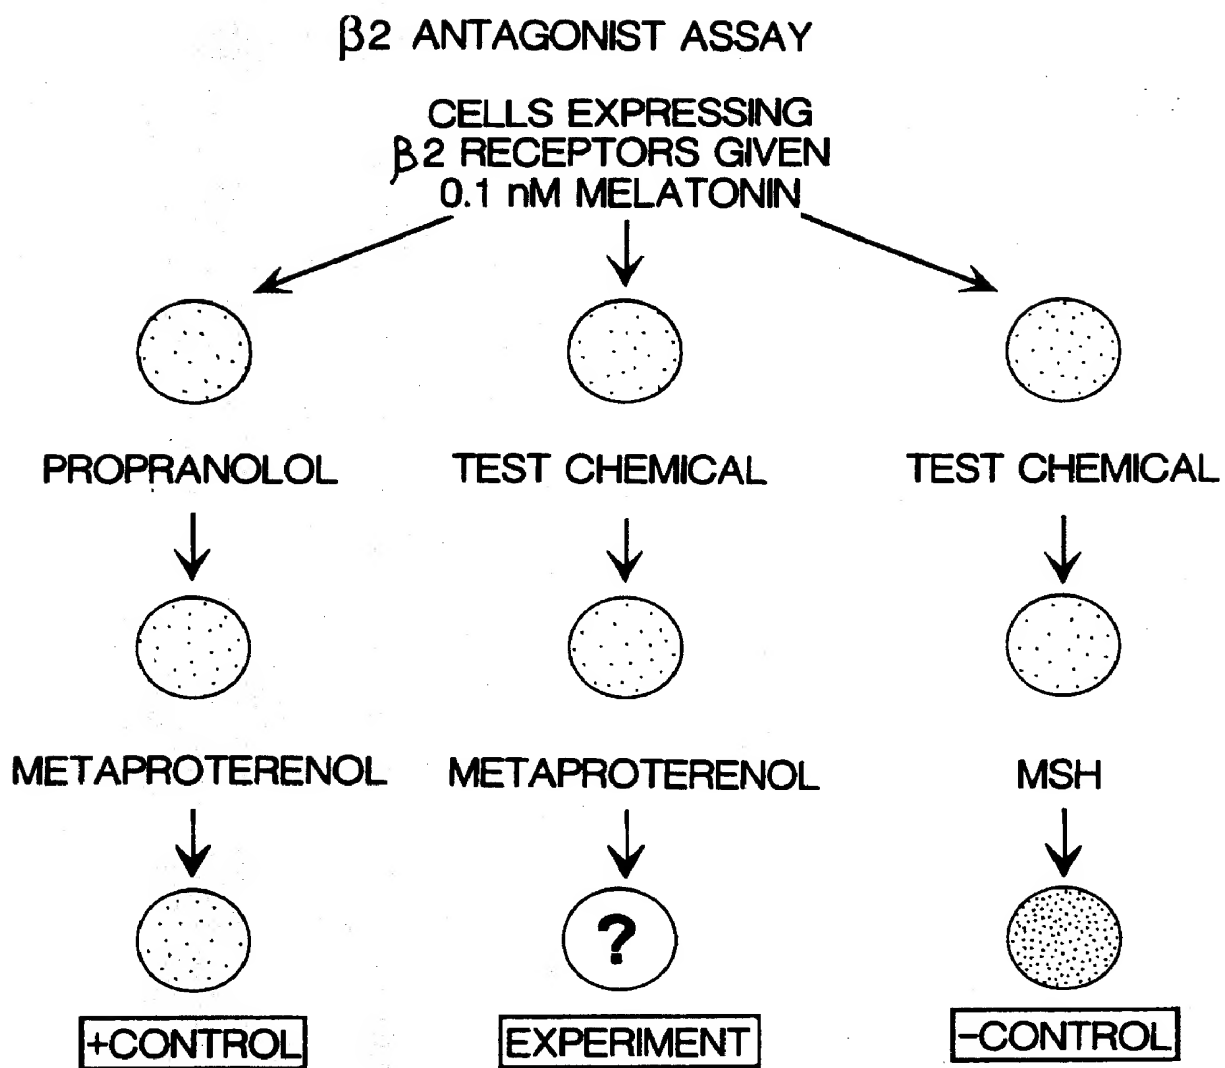 β2 ANTAGONIST ASSAY
CELLS EXPRESSING
β2 RECEPTORS GIVEN
0.1 nM MELATONIN
PROPRANOLOL
TEST CHEMICAL
TEST CHEMICAL
METAPROTERENOL
METAPROTERENOL
MSH
?
+CONTROL
EXPERIMENT
-CONTROL